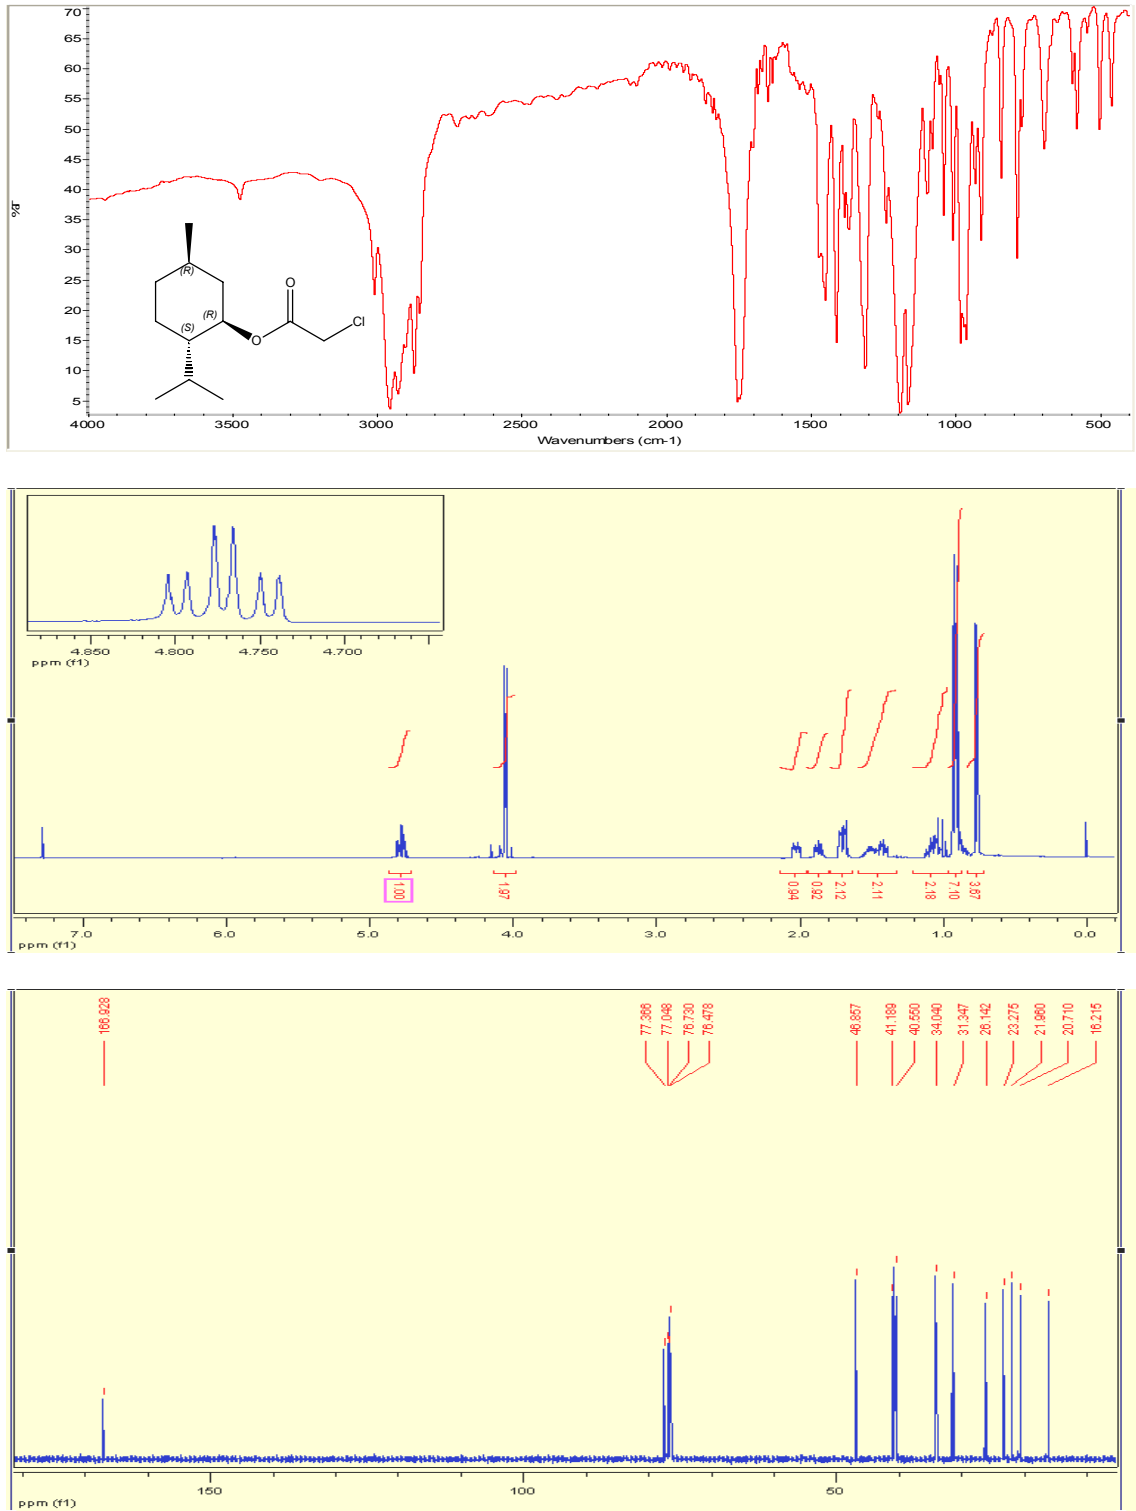 70
65
60
55
50
45
40
35
30
25
20
15
10
5
%T
(R)
(R)
(S)
O
O
Cl
4000 3500 3000 2500 2000 1500 1000 500
Wavenumbers (cm-1)
4.850 4.800 4.750 4.700
ppm (f1)
1.00 1.97 0.94 0.92 2.12 2.11 2.18 7.10 3.67
7.0 6.0 5.0 4.0 3.0 2.0 1.0 0.0
ppm (f1)
166.928 77.366 77.048 76.730 76.478 46.857 41.189 40.550 34.040 31.347 26.142 23.275 21.960 20.710 16.215
150 100 50
ppm (f1)